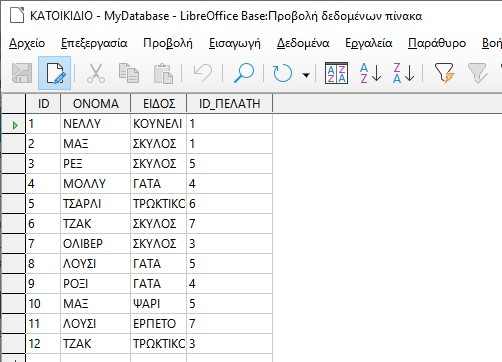 ΚΑΤΟΙΚΙΔΙΟ - MyDatabase - LibreOffice Base:Προβολή δεδομένων πίνακα
Αρχείο Επεξεργασία Προβολή Εισαγωγή Δεδομένα Εργαλεία Παράθυρο Βοή
ID ΟΝΟΜΑ ΕΙΔΟΣ ID_ΠΕΛΑΤΗ
1 ΝΕΛΛΥ ΚΟΥΝΕΛΙ 1
2 ΜΑΞ ΣΚΥΛΟΣ 1
3 ΡΕΞ ΣΚΥΛΟΣ 5
4 ΜΟΛΛΥ ΓΑΤΑ 4
5 ΤΣΑΡΛΙ ΤΡΩΚΤΙΚΟ 6
6 ΤΖΑΚ ΣΚΥΛΟΣ 7
7 ΟΛΙΒΕΡ ΣΚΥΛΟΣ 3
8 ΛΟΥΣΙ ΓΑΤΑ 5
9 ΡΟΞΙ ΓΑΤΑ 4
10 ΜΑΞ ΨΑΡΙ 5
11 ΛΟΥΣΙ ΕΡΠΕΤΟ 7
12 ΤΖΑΚ ΤΡΩΚΤΙΚΟ 3